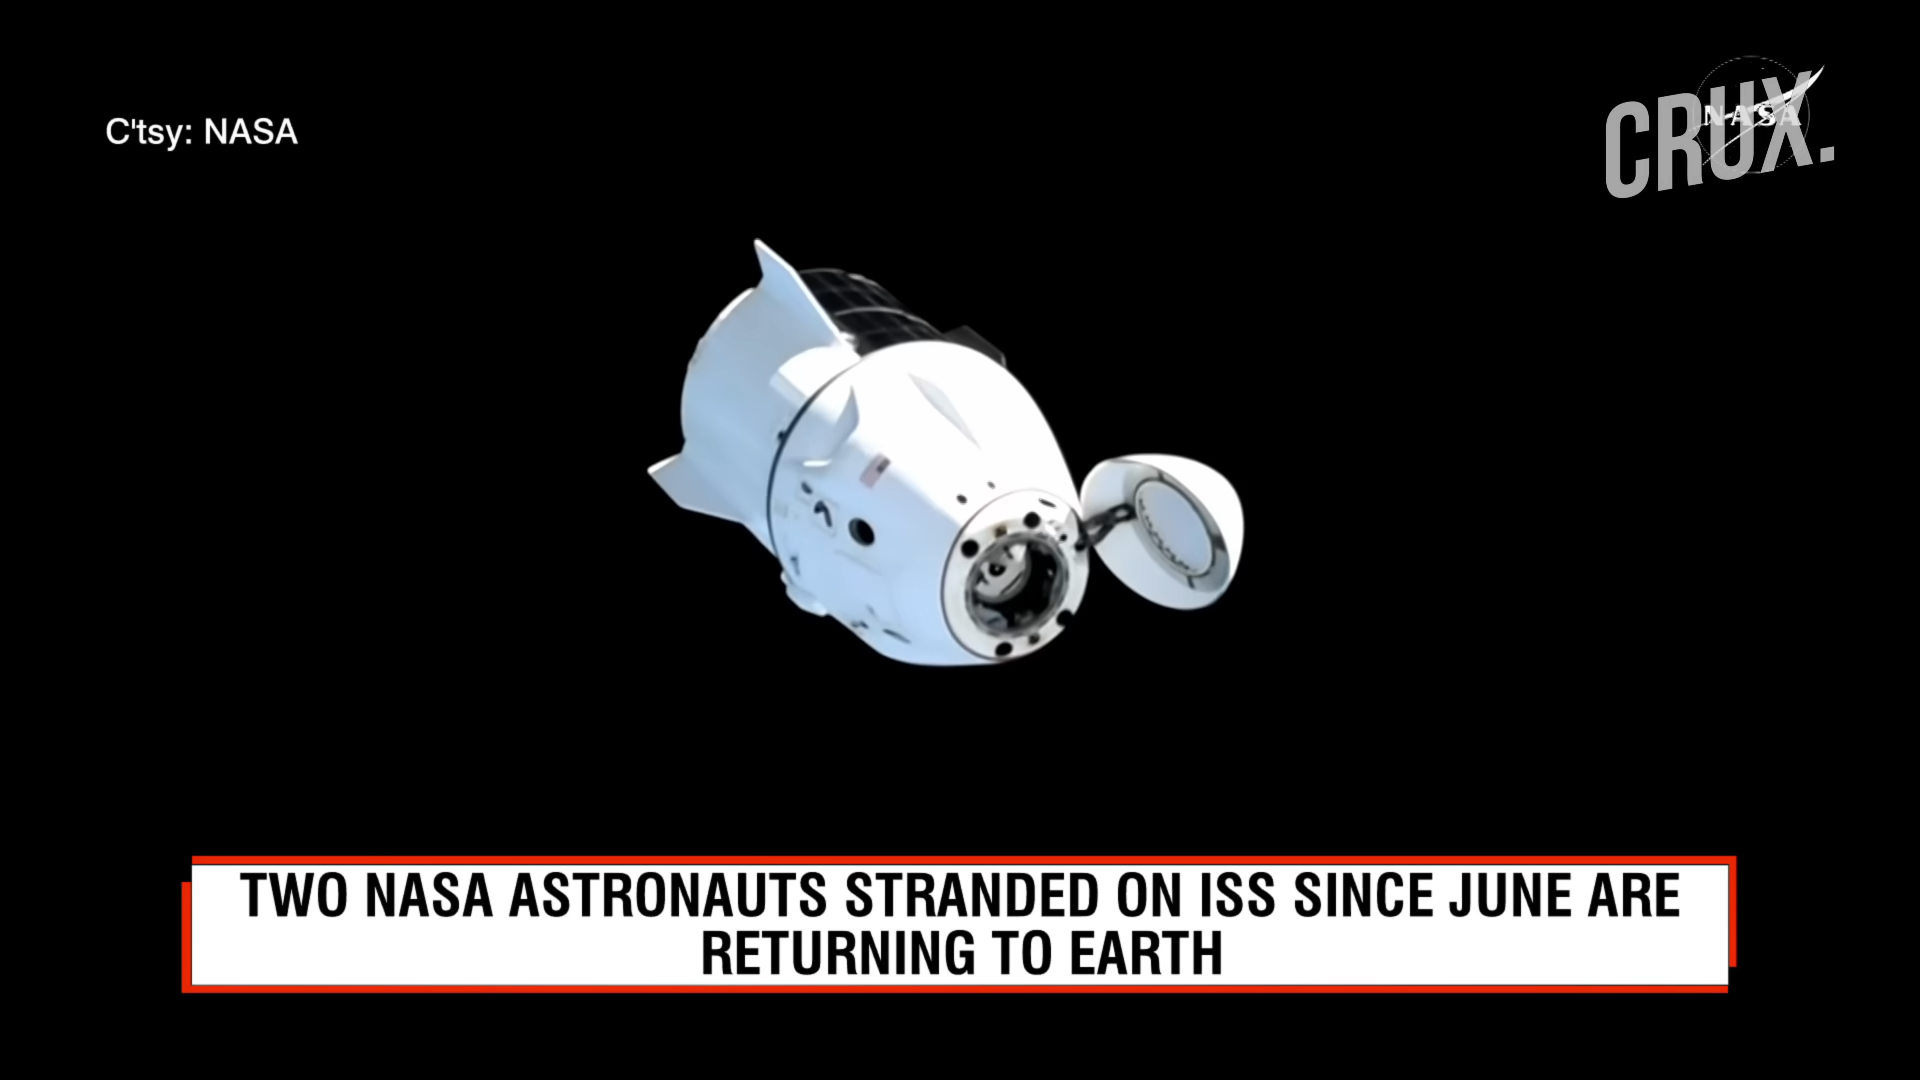 C'tsy: NASA
CRUX.
NASA
TWO NASA ASTRONAUTS STRANDED ON ISS SINCE JUNE ARE
RETURNING TO EARTH